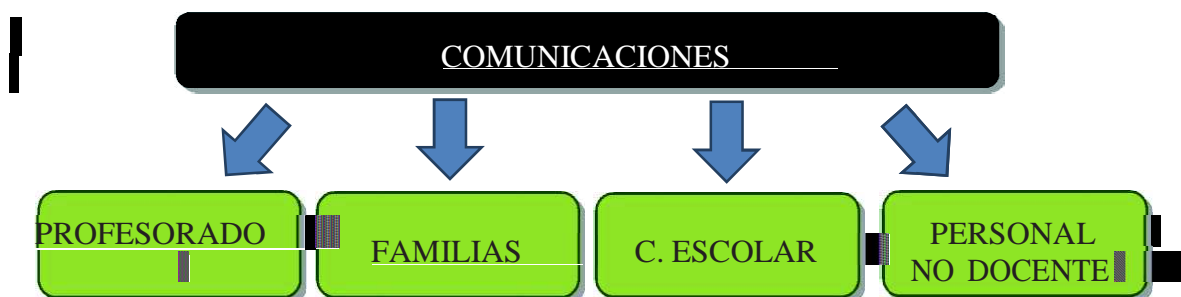 COMUNICACIONES
PROFESORADO
FAMILIAS
C. ESCOLAR
PERSONAL
NO DOCENTE